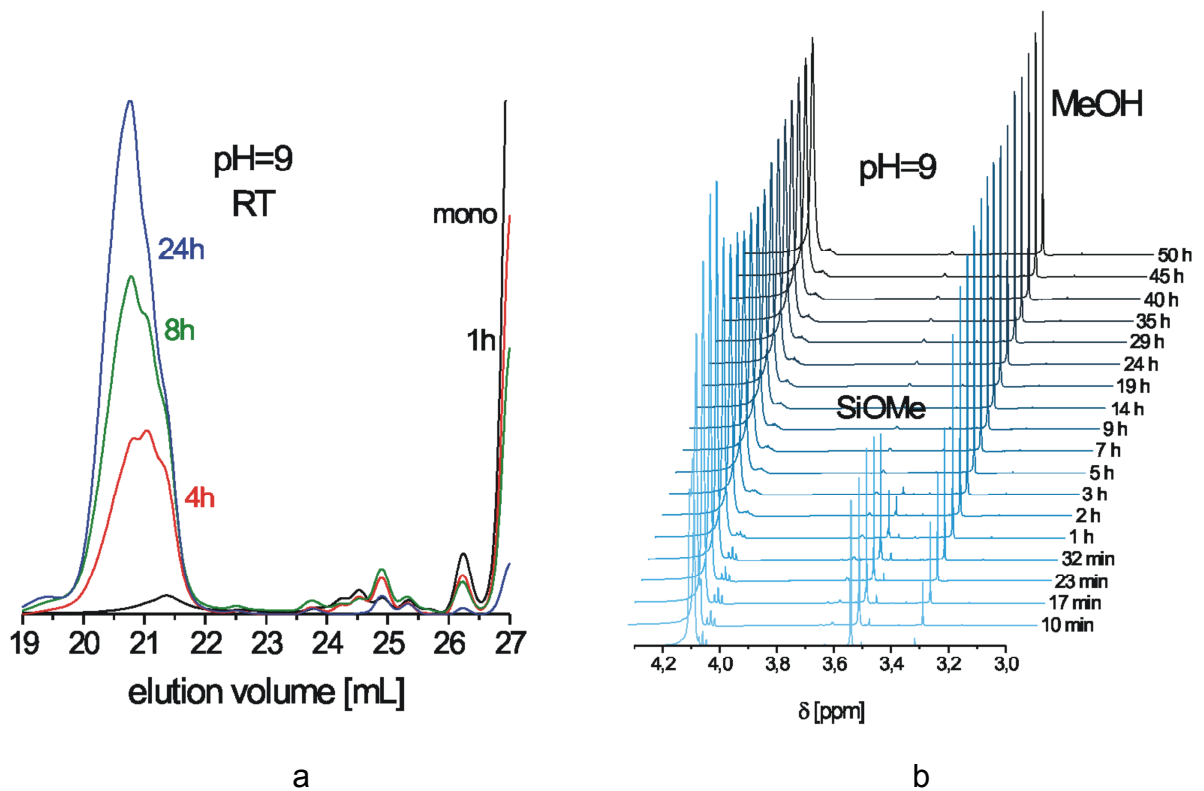 pH=9
RT
24h
8h
4h
mono
1h
19 20 21 22 23 24 25 26 27
elution volume [mL]
a
MeOH
pH=9
SiOMe
50 h
45 h
40 h
35 h
29 h
24 h
19 h
14 h
9 h
7 h
5 h
3 h
2 h
1 h
32 min
23 min
17 min
10 min
4,2 4,0 3,8 3,6 3,4 3,2 3,0
δ [ppm]
b